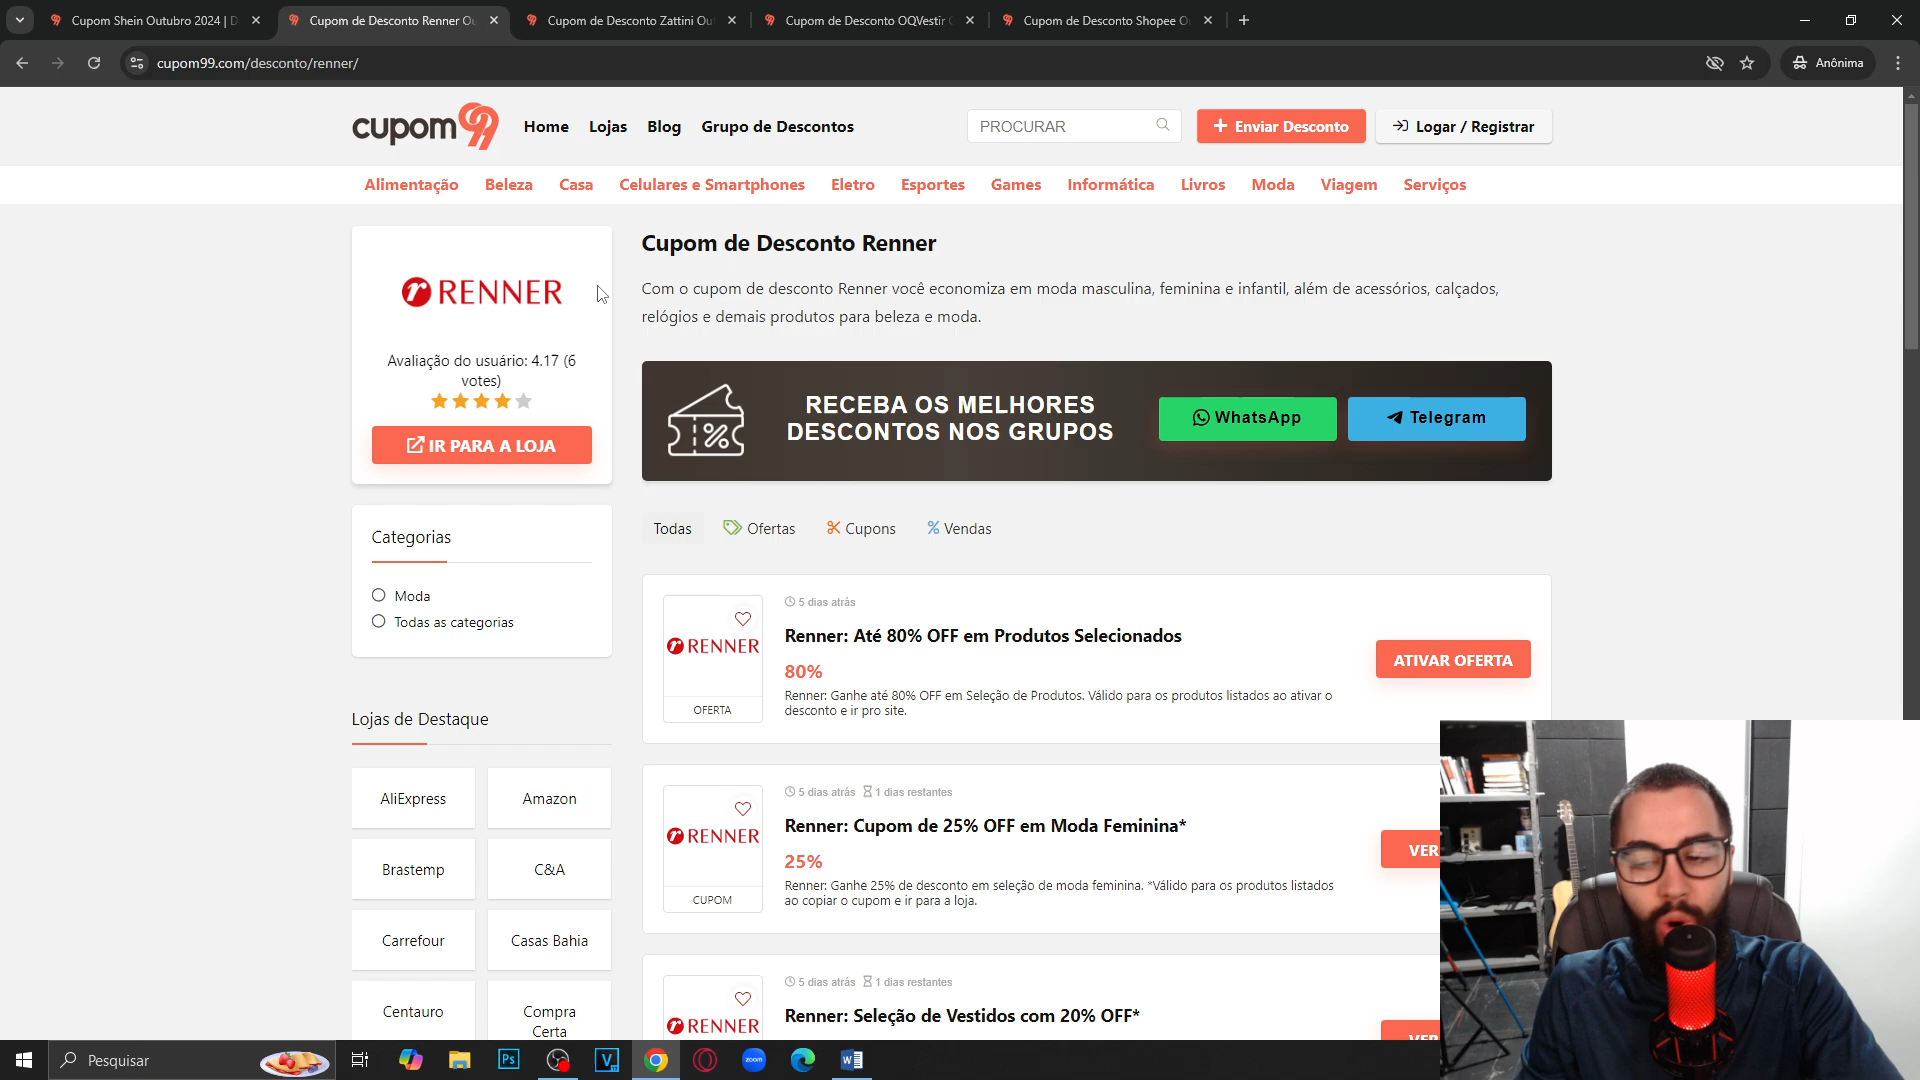 Cupom Shein Outubro 2024 | D
Cupom de Desconto Renner Ou
Cupom de Desconto Zattini Out
Cupom de Desconto OQVestir O
Cupom de Desconto Shopee O
cupom99.com/desconto/renner/
Anônima
cupom99
Home
Lojas
Blog
Grupo de Descontos
PROCURAR
Enviar Desconto
Logar / Registrar
Alimentação
Beleza
Casa
Celulares e Smartphones
Eletro
Esportes
Games
Informática
Livros
Moda
Viagem
Serviços
RENNER
Avaliação do usuário: 4.17 (6
votes)
IR PARA A LOJA
Categorias
Moda
Todas as categorias
Lojas de Destaque
AliExpress
Amazon
Brastemp
C&A
Carrefour
Casas Bahia
Centauro
Compra
Certa
Cupom de Desconto Renner
Com o cupom de desconto Renner você economiza em moda masculina, feminina e infantil, além de acessórios, calçados,
relógios e demais produtos para beleza e moda.
RECEBA OS MELHORES
DESCONTOS NOS GRUPOS
WhatsApp
Telegram
Todas
Ofertas
Cupons
Vendas
RENNER
OFERTA
5 dias atrás
Renner: Até 80% OFF em Produtos Selecionados
80%
Renner: Ganhe até 80% OFF em Seleção de Produtos. Válido para os produtos listados ao ativar o
desconto e ir pro site.
ATIVAR OFERTA
RENNER
CUPOM
5 dias atrás
1 dias restantes
Renner: Cupom de 25% OFF em Moda Feminina*
25%
Renner: Ganhe 25% de desconto em seleção de moda feminina. *Válido para os produtos listados
ao copiar o cupom e ir para a loja.
VER
RENNER
5 dias atrás
1 dias restantes
Renner: Seleção de Vestidos com 20% OFF*
VER
Pesquisar
Ps
V
zoom
W